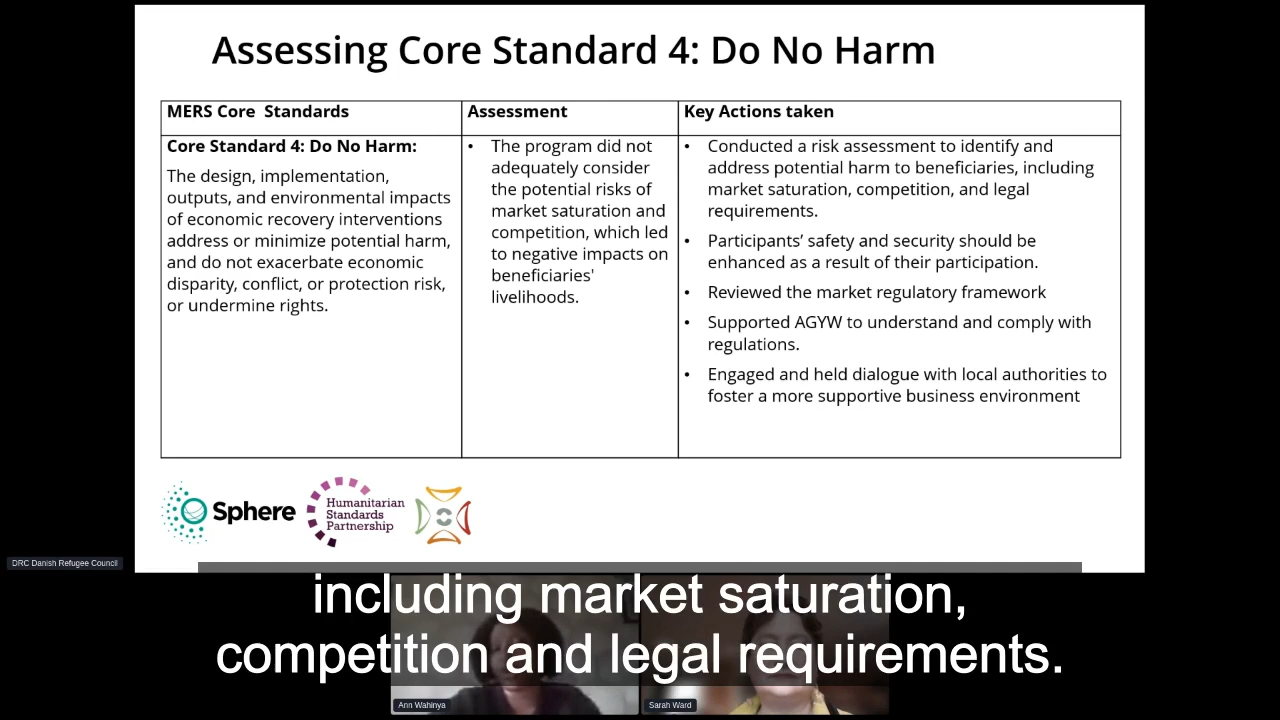 Assessing Core Standard 4: Do No Harm
MERS Core Standards
Assessment
Key Actions taken
Core Standard 4: Do No Harm:
The design, implementation,
outputs, and environmental impacts
of economic recovery interventions
address or minimize potential harm,
and do not exacerbate economic
disparity, conflict, or protection risk,
or undermine rights.
• The program did not
adequately consider
the potential risks of
market saturation and
competition, which led
to negative impacts on
beneficiaries'
livelihoods.
• Conducted a risk assessment to identify and
address potential harm to beneficiaries, including
market saturation, competition, and legal
requirements.
• Participants’ safety and security should be
enhanced as a result of their participation.
• Reviewed the market regulatory framework
• Supported AGYW to understand and comply with
regulations.
• Engaged and held dialogue with local authorities to
foster a more supportive business environment
Sphere
Humanitarian
Standards
Partnership
DRC Danish Refugee Council
including market saturation,
competition and legal requirements.
Ann Wahinya
Sarah Ward